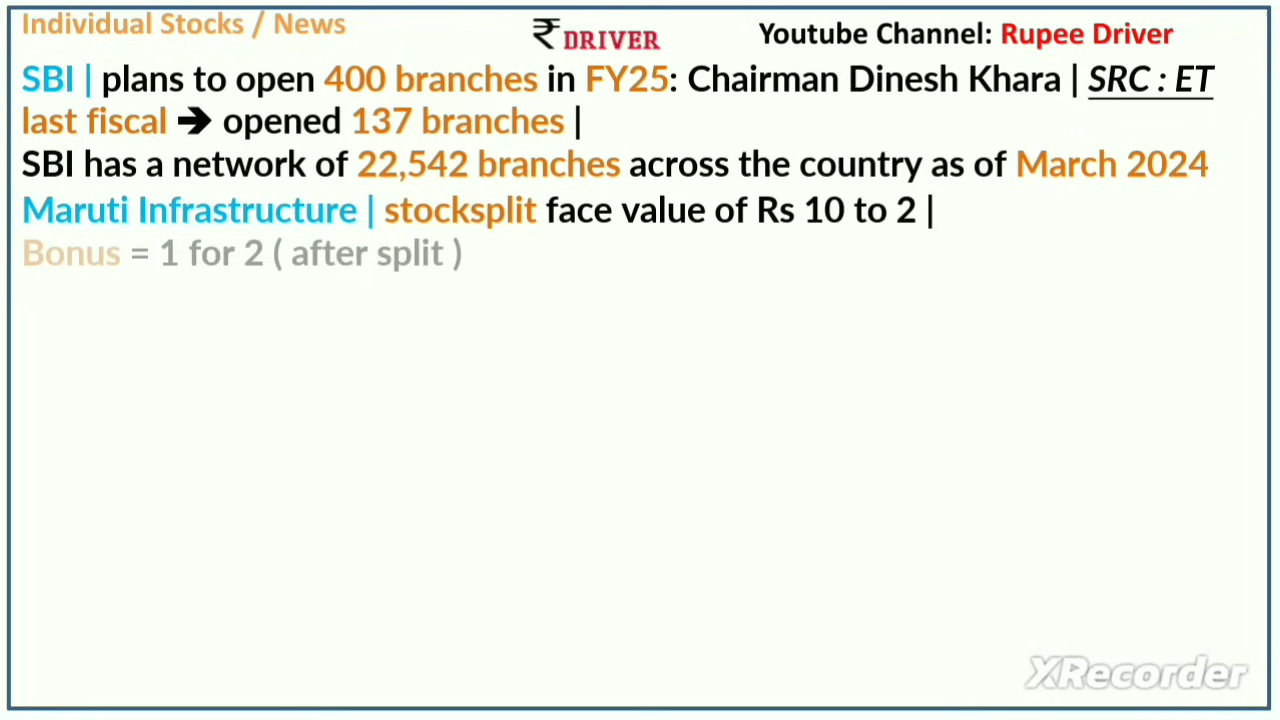 Individual Stocks / News
₹ DRIVER
Youtube Channel: Rupee Driver
SBI | plans to open 400 branches in FY25: Chairman Dinesh Khara | SRC : ET
last fiscal ➔ opened 137 branches |
SBI has a network of 22,542 branches across the country as of March 2024
Maruti Infrastructure | stocksplit face value of Rs 10 to 2 |
Bonus = 1 for 2 ( after split )
XRecorder